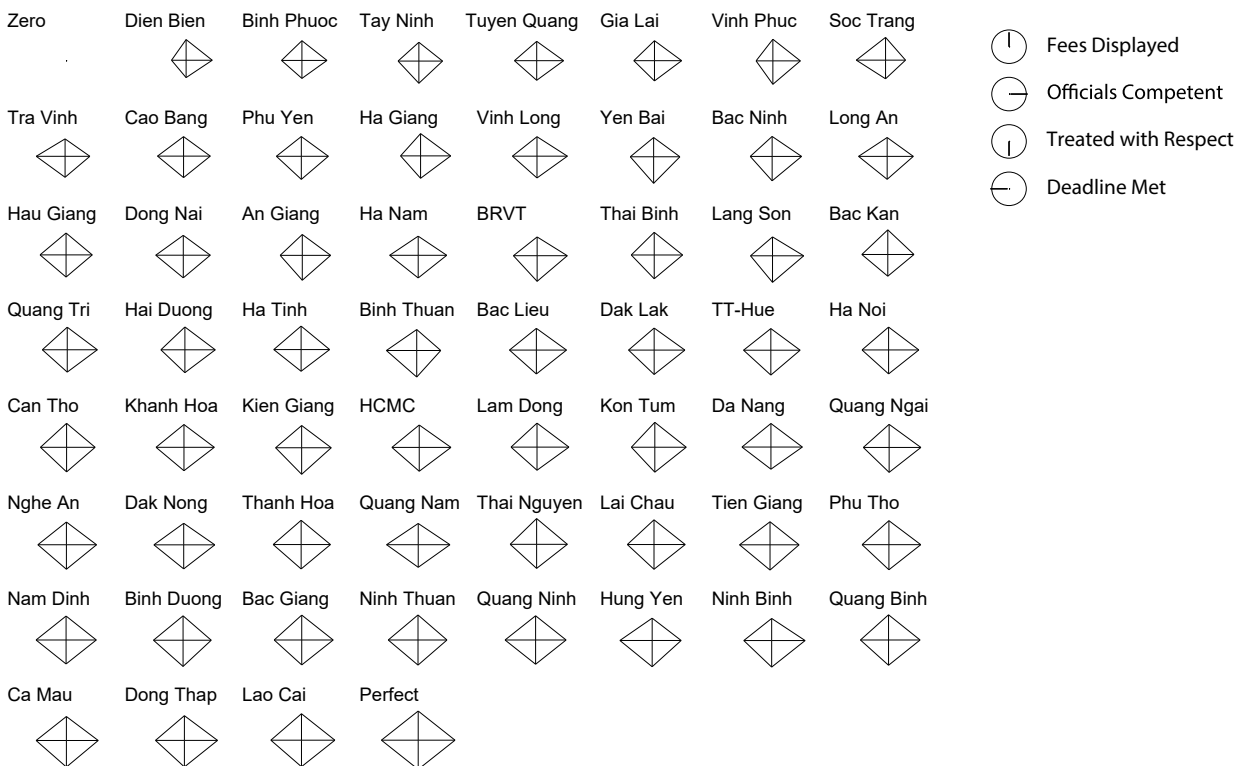 Zero Dien Bien Binh Phuoc Tay Ninh Tuyen Quang Gia Lai Vinh Phuc Soc Trang
Tra Vinh Cao Bang Phu Yen Ha Giang Vinh Long Yen Bai Bac Ninh Long An
Hau Giang Dong Nai An Giang Ha Nam BRVT Thai Binh Lang Son Bac Kan
Quang Tri Hai Duong Ha Tinh Binh Thuan Bac Lieu Dak Lak TT-Hue Ha Noi
Can Tho Khanh Hoa Kien Giang HCMC Lam Dong Kon Tum Da Nang Quang Ngai
Nghe An Dak Nong Thanh Hoa Quang Nam Thai Nguyen Lai Chau Tien Giang Phu Tho
Nam Dinh Binh Duong Bac Giang Ninh Thuan Quang Ninh Hung Yen Ninh Binh Quang Binh
Ca Mau Dong Thap Lao Cai Perfect
Fees Displayed
Officials Competent
Treated with Respect
Deadline Met